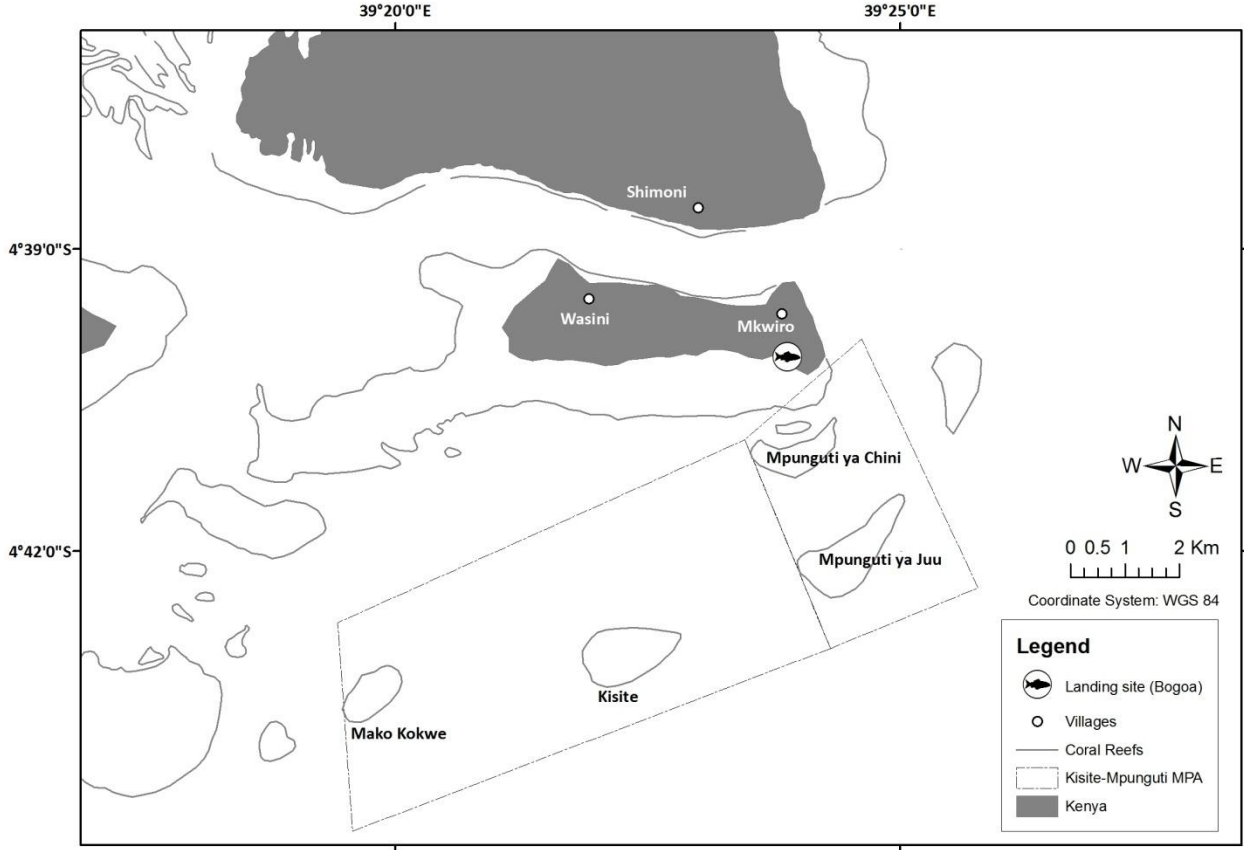 39°20'0"E
39°25'0"E
Shimoni
4°39'0"S
Wasini
Mkwiro
N
W
E
S
Mpunguti ya Chini
4°42'0"S
Mpunguti ya Juu
0 0.5 1 2 Km
Coordinate System: WGS 84
Kisite
Mako Kokwe
Legend
Landing site (Bogoa)
Villages
Coral Reefs
Kisite-Mpunguti MPA
Kenya